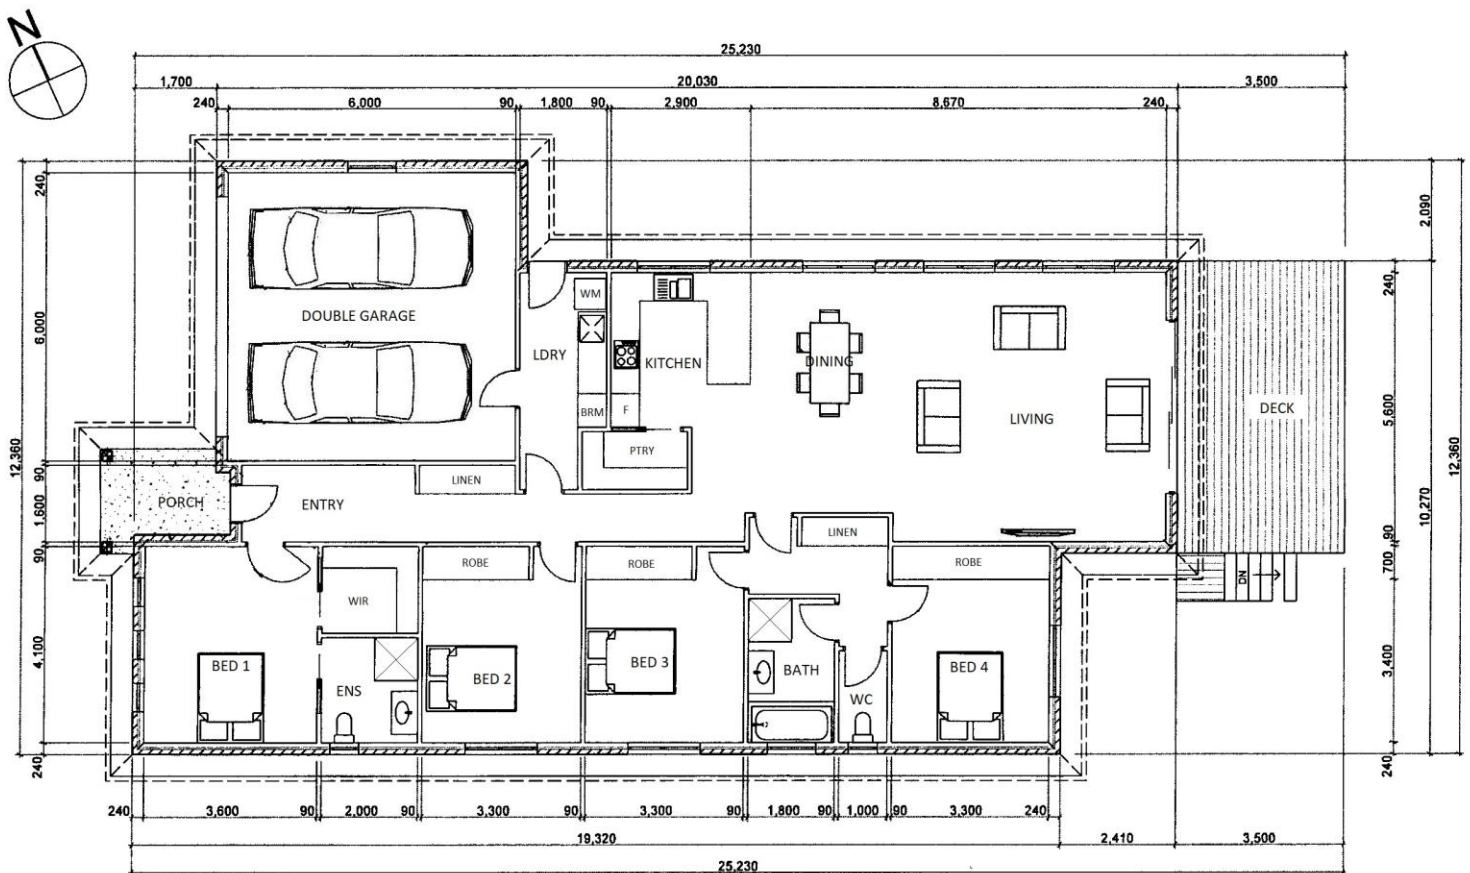 N
25,230
1,700
20,030
3,500
240
6,000
90
1,800
90
2,900
8,670
240
240
6,000
12,360
90
1,600
90
4,100
240
2,090
240
5,600
12,360
10,270
90
700
3,400
240
DOUBLE GARAGE
WM
LDRY
KITCHEN
DINING
BRM
F
LIVING
DECK
PTRY
LINEN
PORCH
ENTRY
LINEN
ROBE
ROBE
ROBE
DN
WIR
BED 1
BED 2
BED 3
BED 4
ENS
BATH
WC
240
3,600
90
2,000
90
3,300
90
3,300
90
1,800
90
1,000
90
3,300
240
19,320
2,410
3,500
25,230